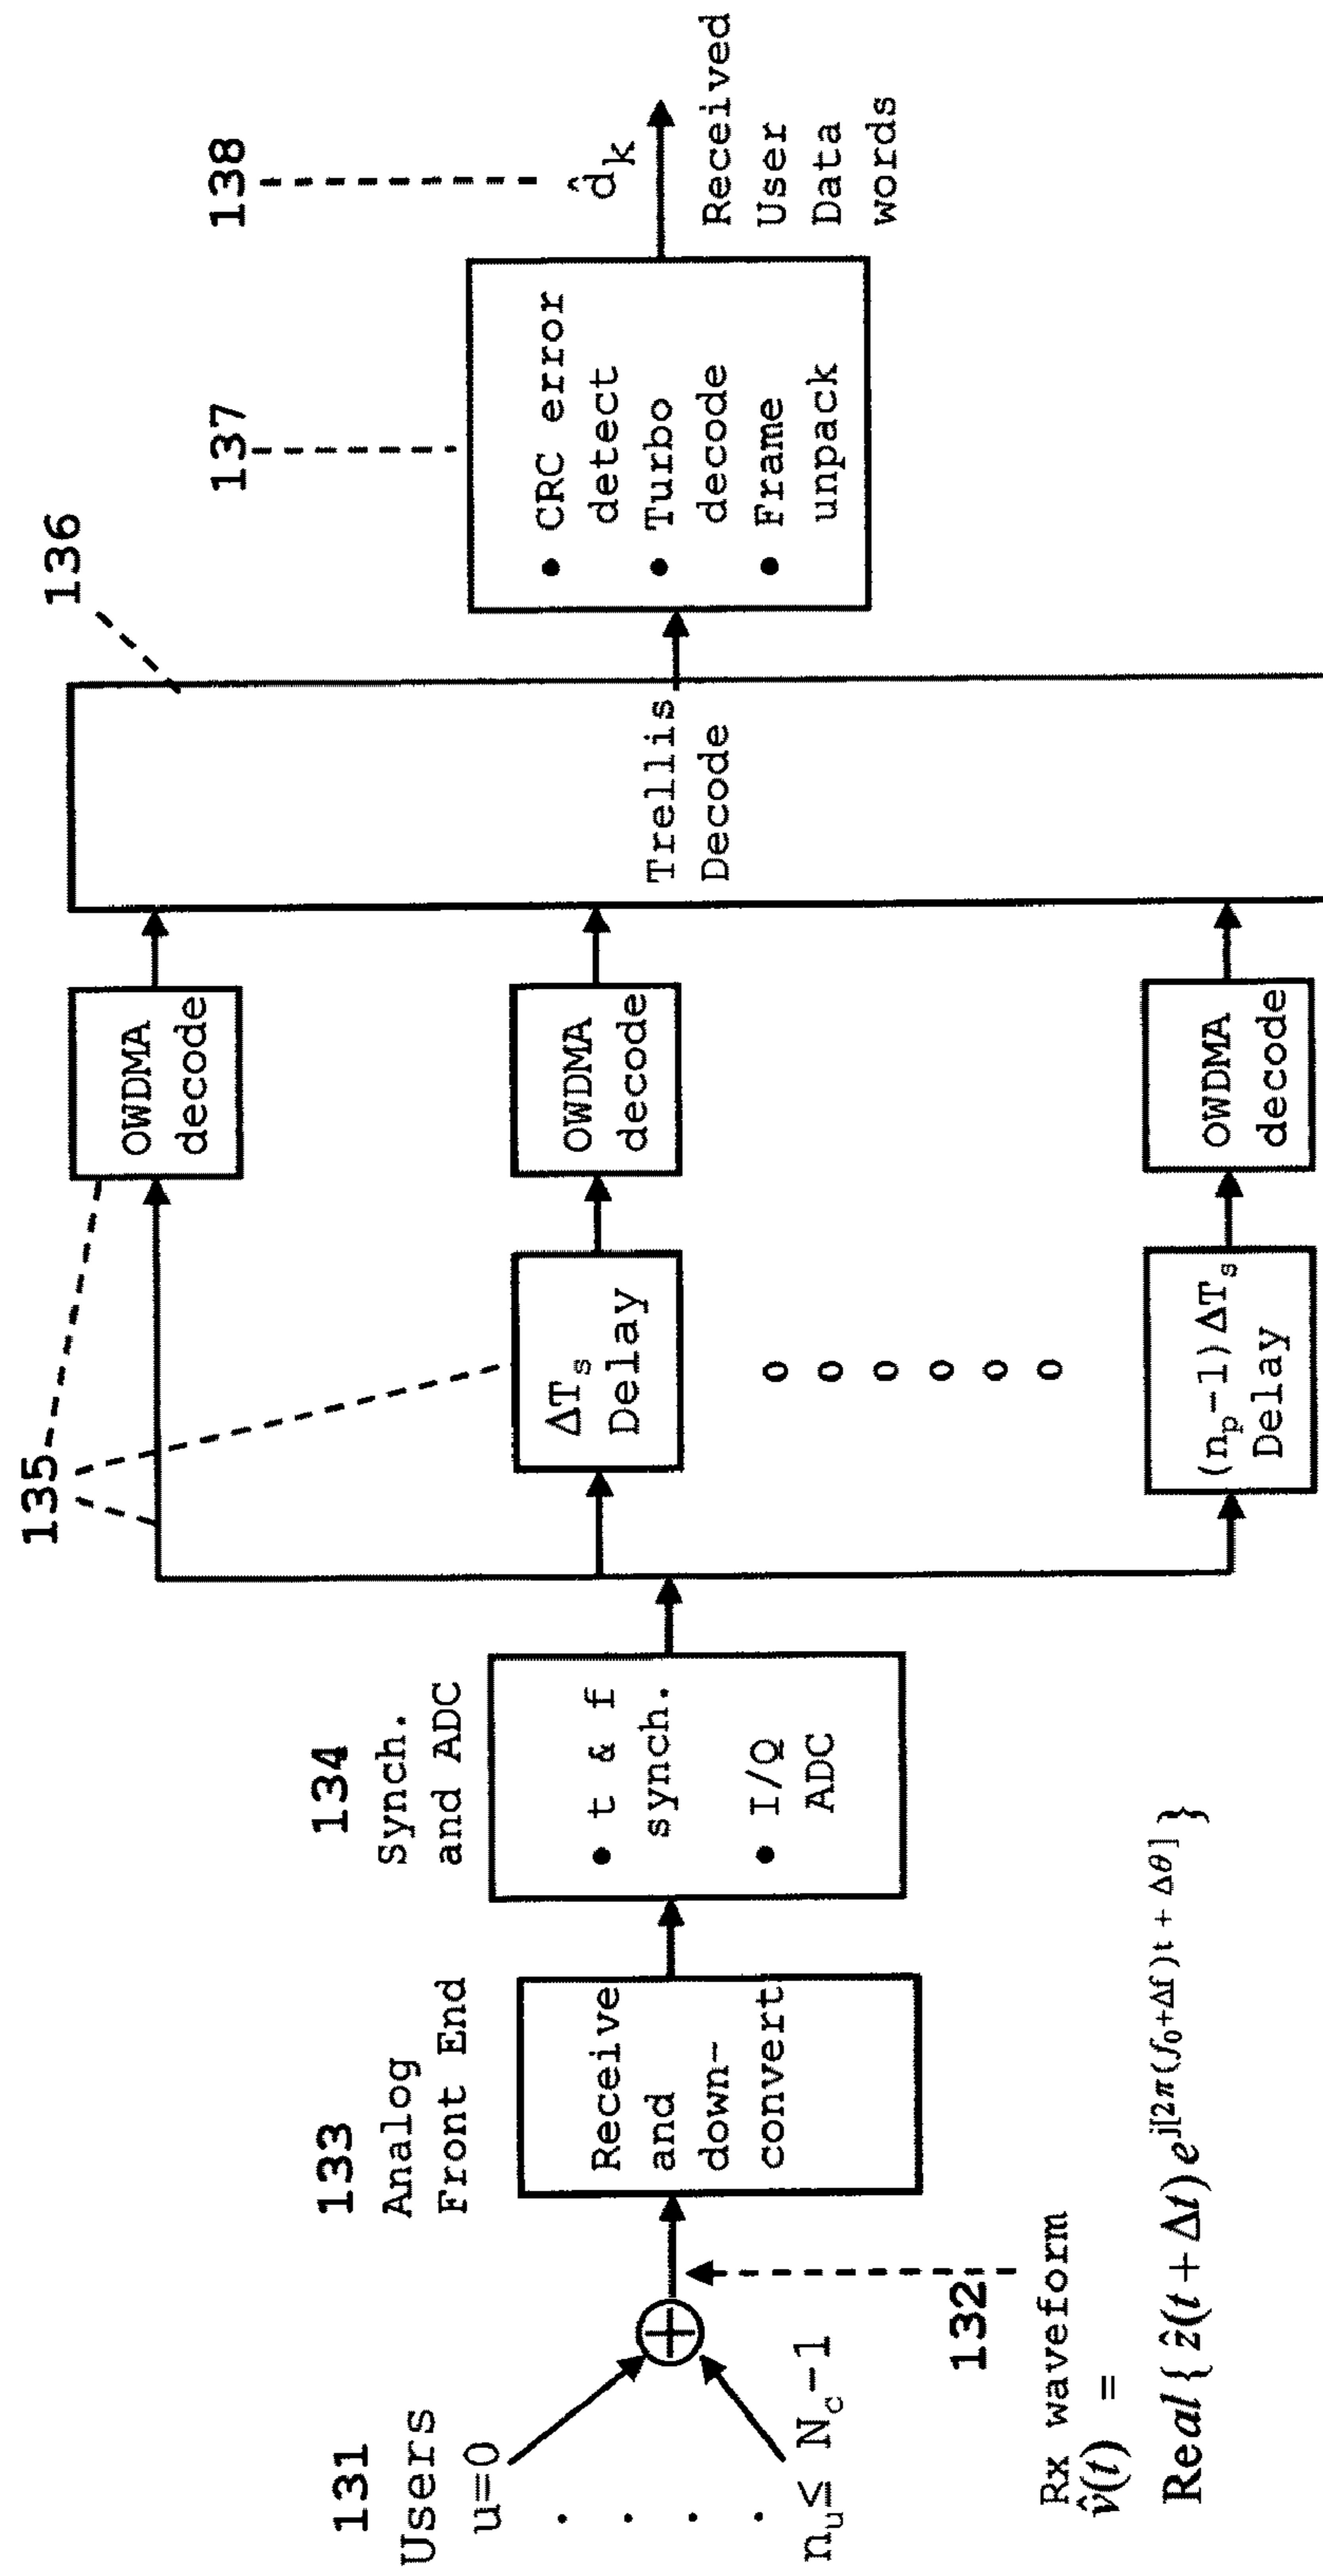 131
Users
u=0
n_u ≤ N_c-1
132
Rx waveform
v̂(t) =
Real{ ẑ(t + Δt) e^{j[2π(f_0+Δf)t + Δθ]} }
133
Analog
Front End
Receive
and
down-
convert
134
Synch.
and ADC
• t & f
synch.
• I/Q
ADC
135
OWDMA
decode
ΔT_s
Delay
OWDMA
decode
(n_p-1)ΔT_s
Delay
OWDMA
decode
136
Trellis
Decode
137
• CRC error
detect
• Turbo
decode
• Frame
unpack
138
d̂_k
Received
User
Data
words